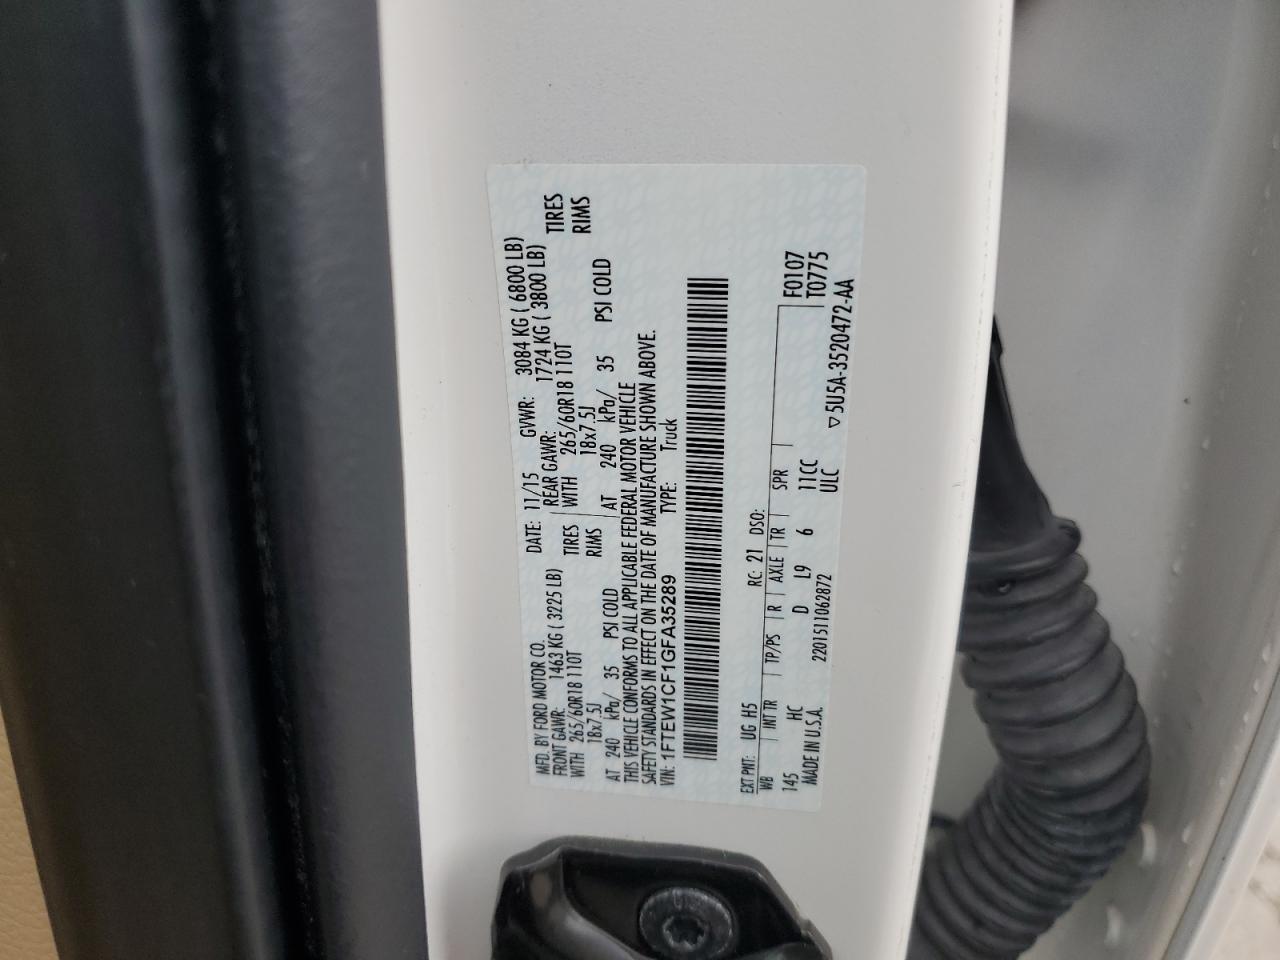 MFD. BY FORD MOTOR CO.
DATE: 11/15 GVWR: 3084 KG ( 6800 LB)
FRONT GAWR: 1463 KG ( 3225 LB)
REAR GAWR: 1724 KG ( 3800 LB)
WITH 265/60R18 110T TIRES
WITH 265/60R18 110T TIRES
18x7.5J RIMS
18x7.5J RIMS
AT 240 kPa/ 35 PSI COLD
AT 240 kPa/ 35 PSI COLD
THIS VEHICLE CONFORMS TO ALL APPLICABLE FEDERAL MOTOR VEHICLE
SAFETY STANDARDS IN EFFECT ON THE DATE OF MANUFACTURE SHOWN ABOVE.
VIN: 1FTEW1CF1GFA35289 TYPE: Truck
F0107
T0775
EXT PNT: UG H5 RC: 21 DSO:
WB INT TR TP/PS R AXLE TR SPR
145 HC D L9 6 11CC
ULC
MADE IN U.S.A. 2201511062872
▽5U5A-3520472-AA